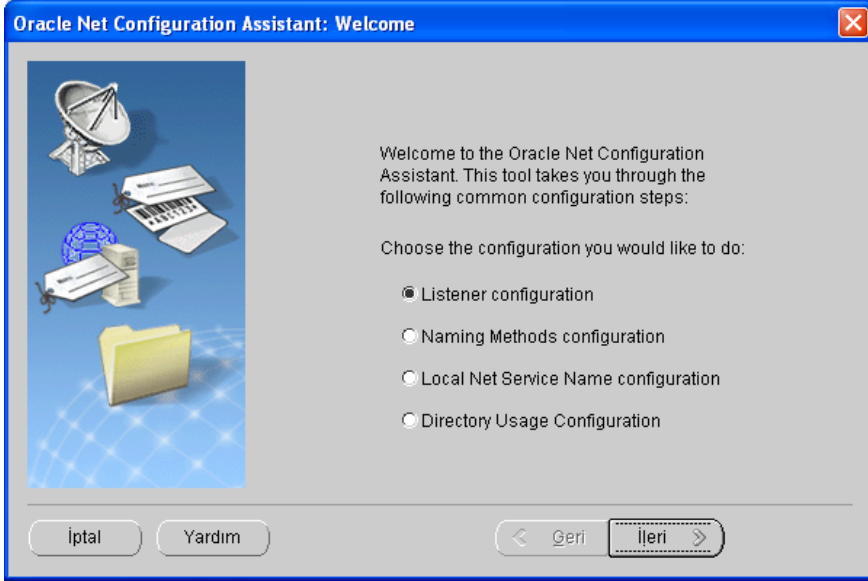 Oracle Net Configuration Assistant: Welcome
Welcome to the Oracle Net Configuration
Assistant. This tool takes you through the
following common configuration steps:
Choose the configuration you would like to do:
Listener configuration
Naming Methods configuration
Local Net Service Name configuration
Directory Usage Configuration
İptal
Yardım
Geri
İleri